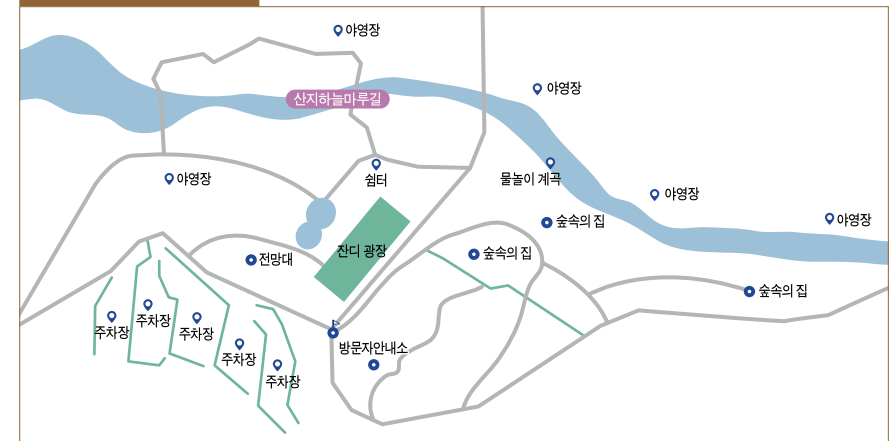 야영장
야영장
산지하늘마루길
물놀이 계곡
쉼터
야영장
야영장
야영장
숲속의 집
잔디 광장
숲속의 집
전망대
숲속의 집
주차장
주차장
주차장
주차장
주차장
방문자안내소